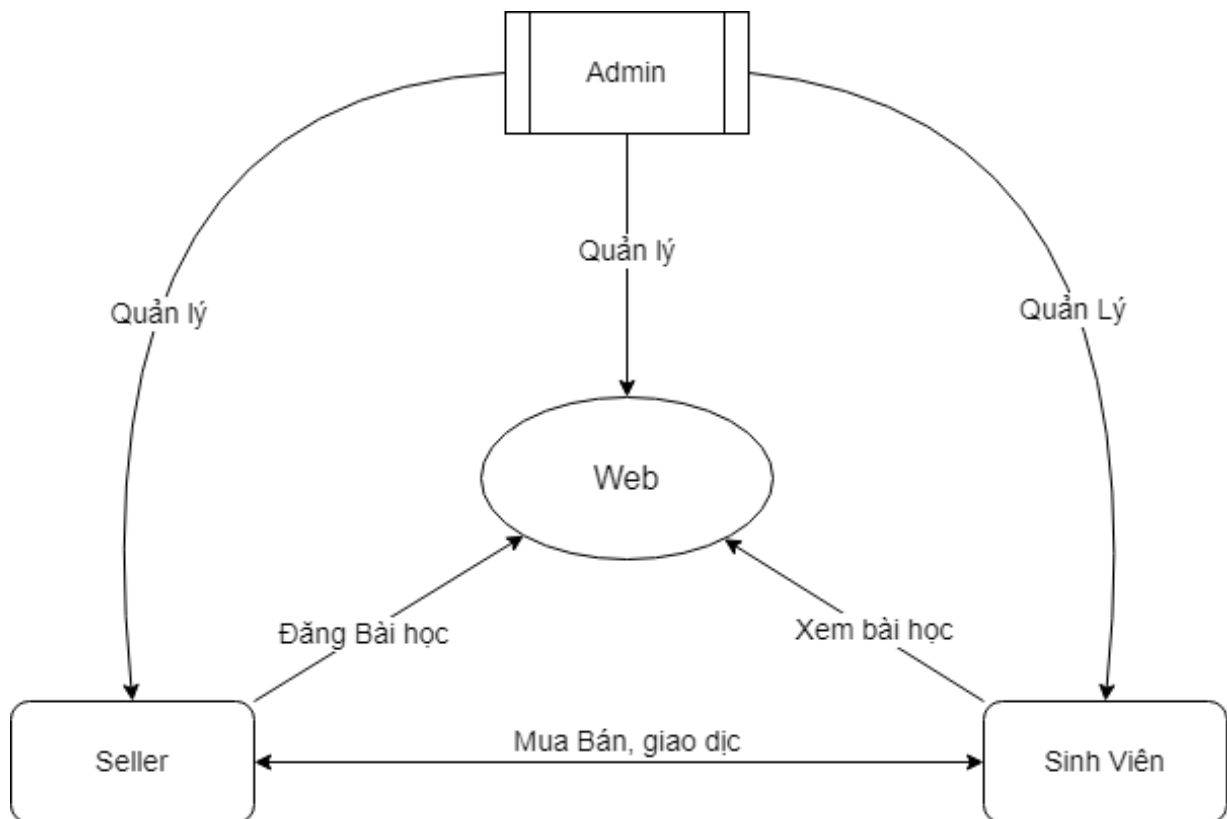 Admin
Quản lý
Quản lý
Quản Lý
Web
Đăng Bài học
Xem bài học
Mua Bán, giao dịc
Seller
Sinh Viên